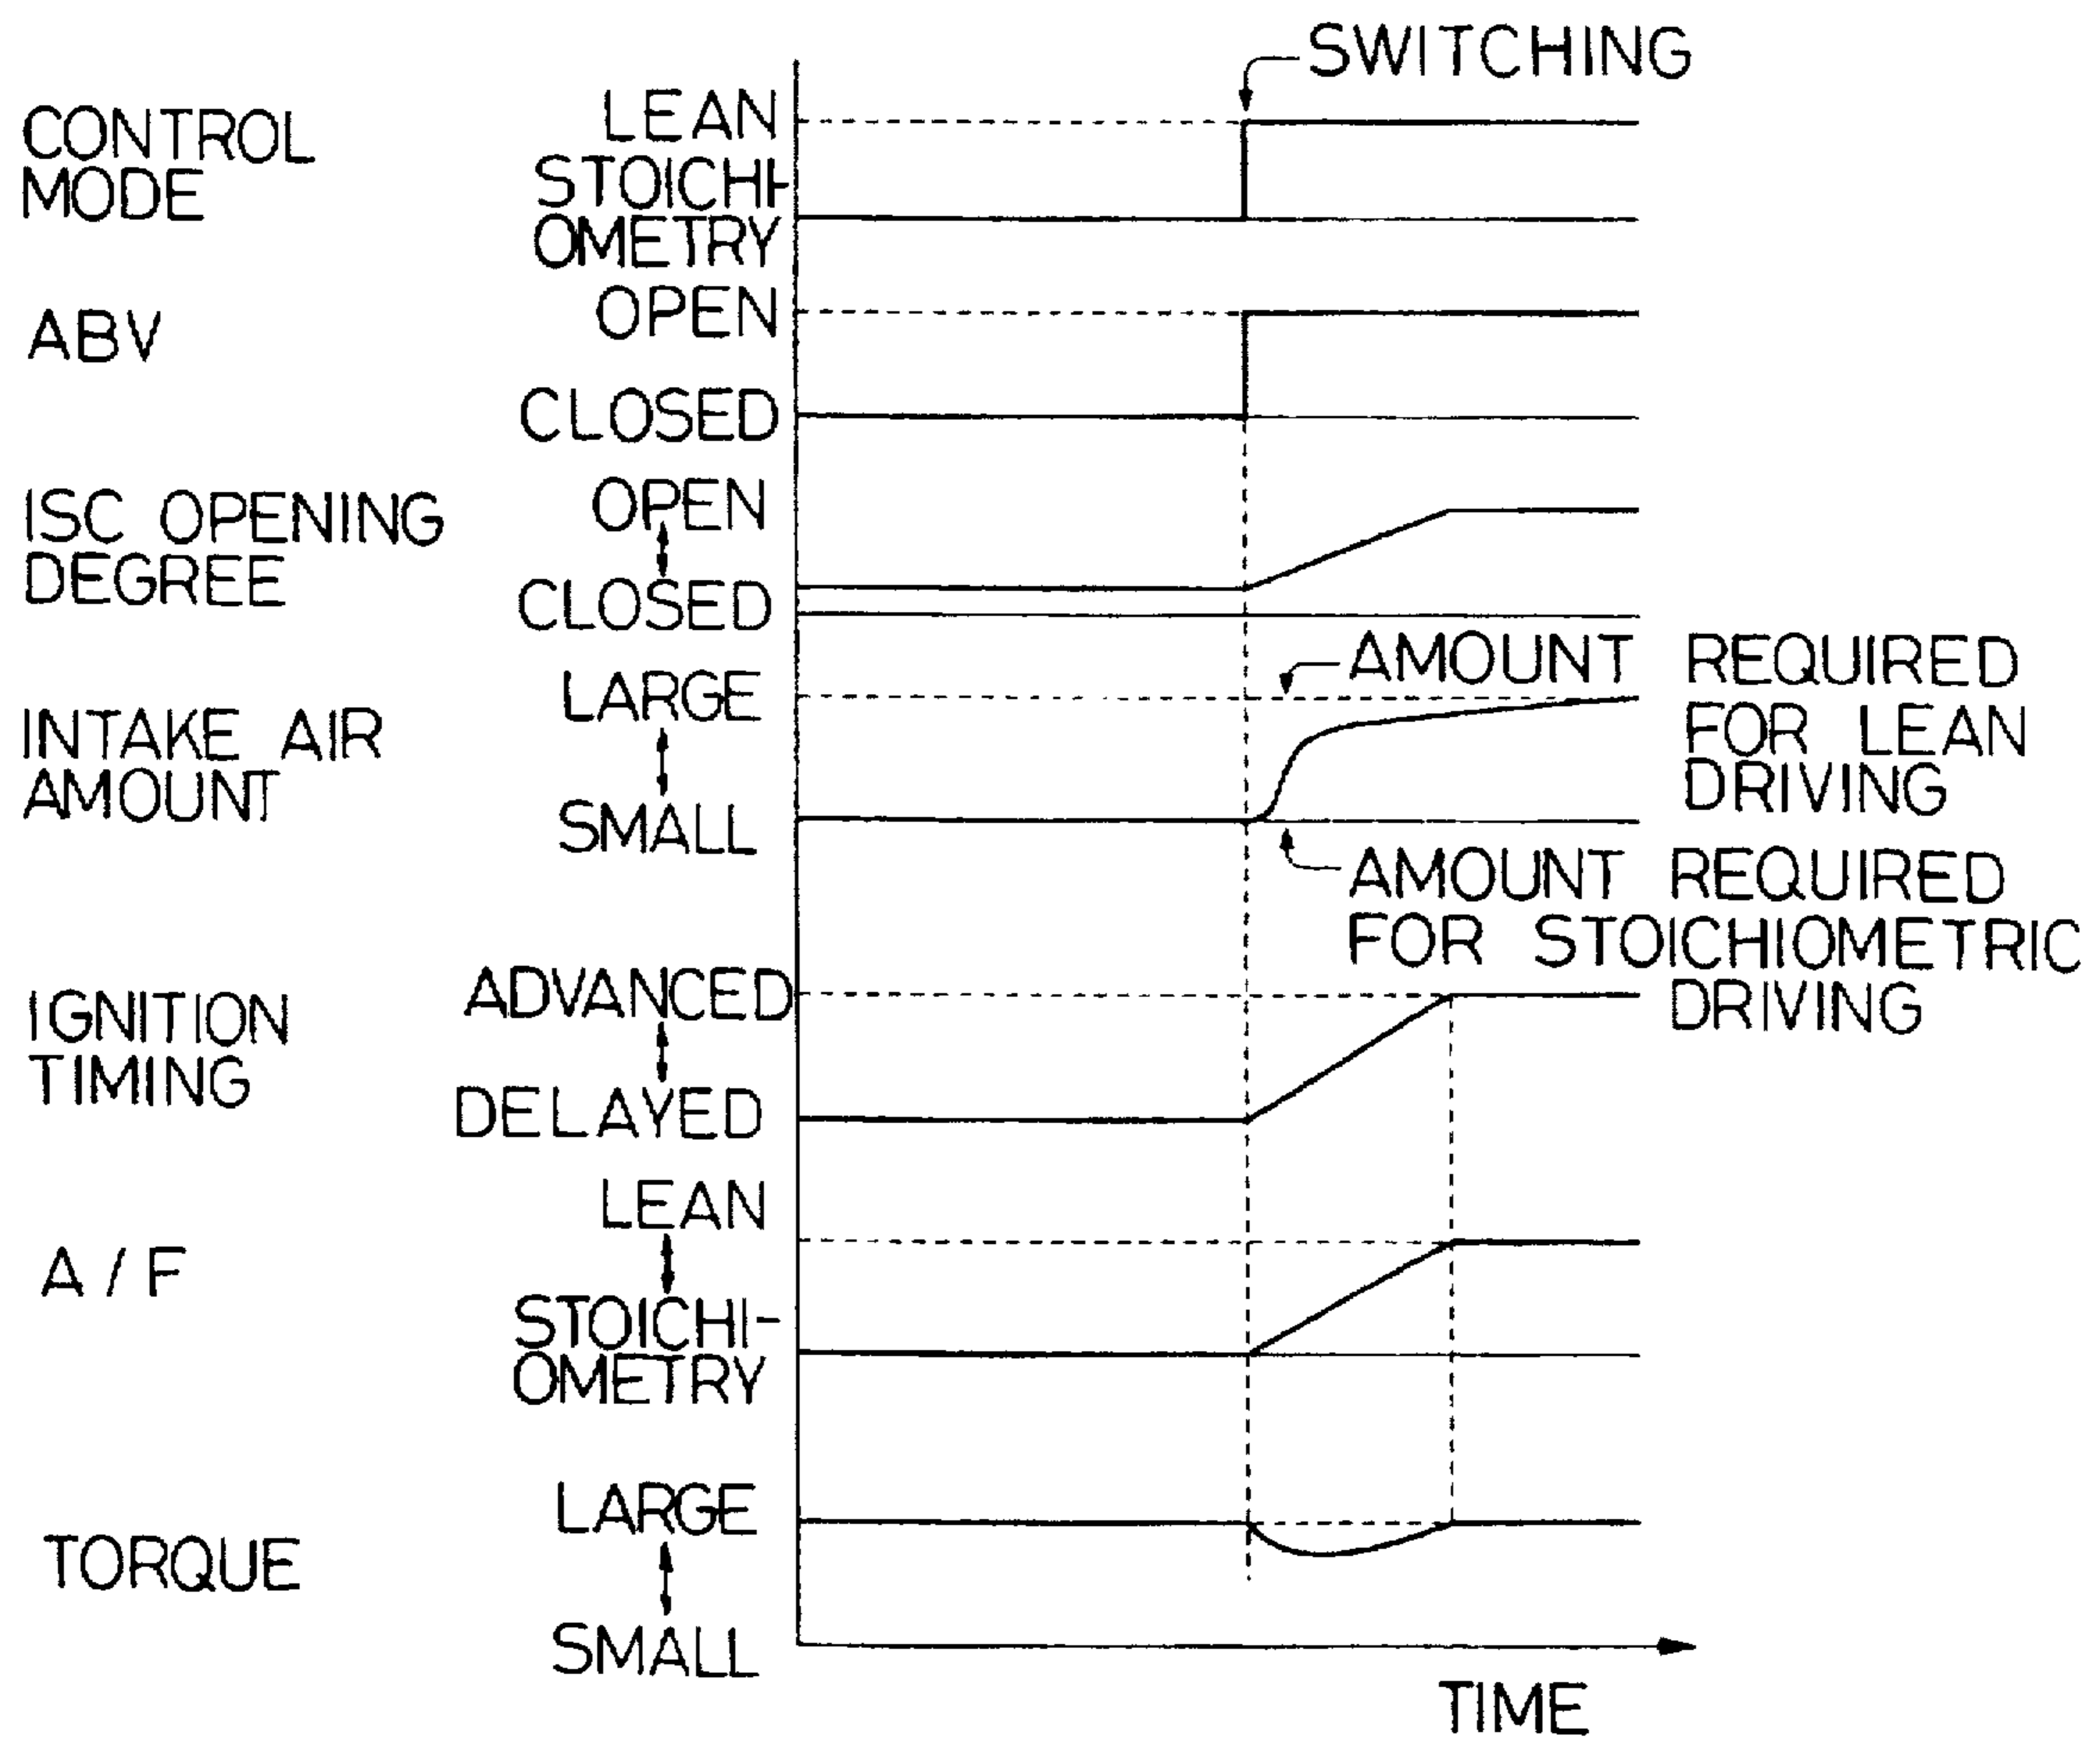 SWITCHING
CONTROL
MODE
LEAN
STOICHI-
OMETRY
ABV
OPEN
CLOSED
ISC OPENING
DEGREE
OPEN
CLOSED
INTAKE AIR
AMOUNT
LARGE
SMALL
AMOUNT REQUIRED
FOR LEAN
DRIVING
AMOUNT REQUIRED
FOR STOICHIOMETRIC
DRIVING
IGNITION
TIMING
ADVANCED
DELAYED
A/F
LEAN
STOICHI-
OMETRY
TORQUE
LARGE
SMALL
TIME